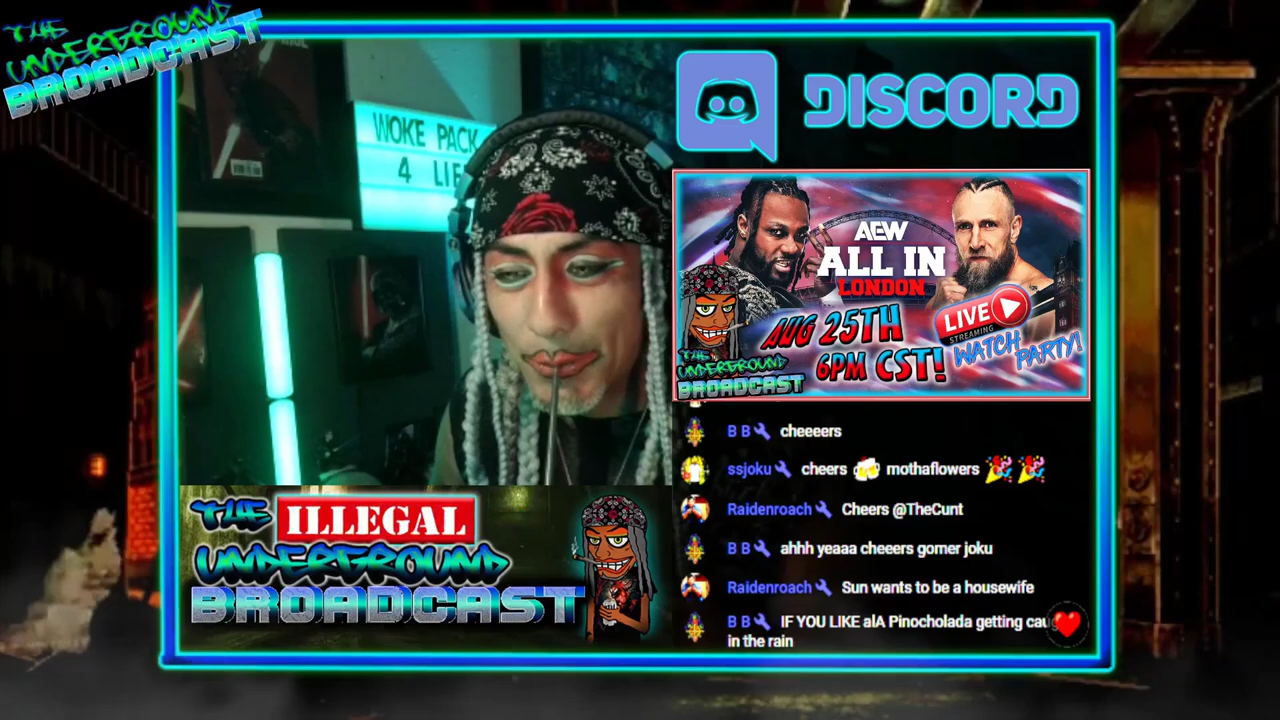 THE
UNDERGROUND
BROADCAST
WOKE PACK
4 LIFE
DISCORD
AEW
ALL IN
LONDON
AUG 25TH
6PM CST!
LIVE
STREAMING
WATCH PARTY!
THE
UNDERGROUND
BROADCAST
B B cheeeers
ssjoku cheers 🍻 mothaflowers 🎉 🎉
Raidenroach Cheers @TheCunt
B B ahhh yeaaa cheeers gomer joku
Raidenroach Sun wants to be a housewife
B B IF YOU LIKE alA Pinocholada getting cau
in the rain
THE ILLEGAL
UNDERGROUND
BROADCAST